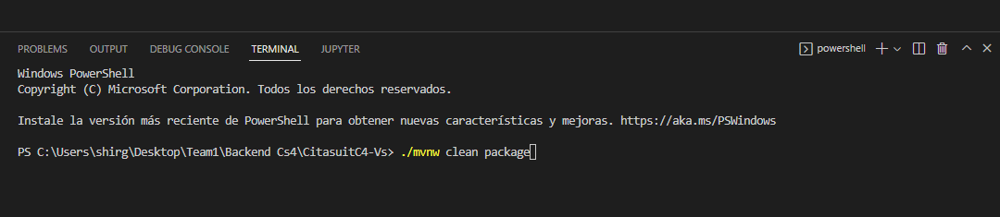 PROBLEMS OUTPUT DEBUG CONSOLE TERMINAL JUPYTER powershell
Windows PowerShell
Copyright (C) Microsoft Corporation. Todos los derechos reservados.
Instale la versión más reciente de PowerShell para obtener nuevas características y mejoras. https://aka.ms/PSWindows
PS C:\Users\shirg\Desktop\Team1\Backend Cs4\CitasuitC4-Vs> ./mvnw clean package